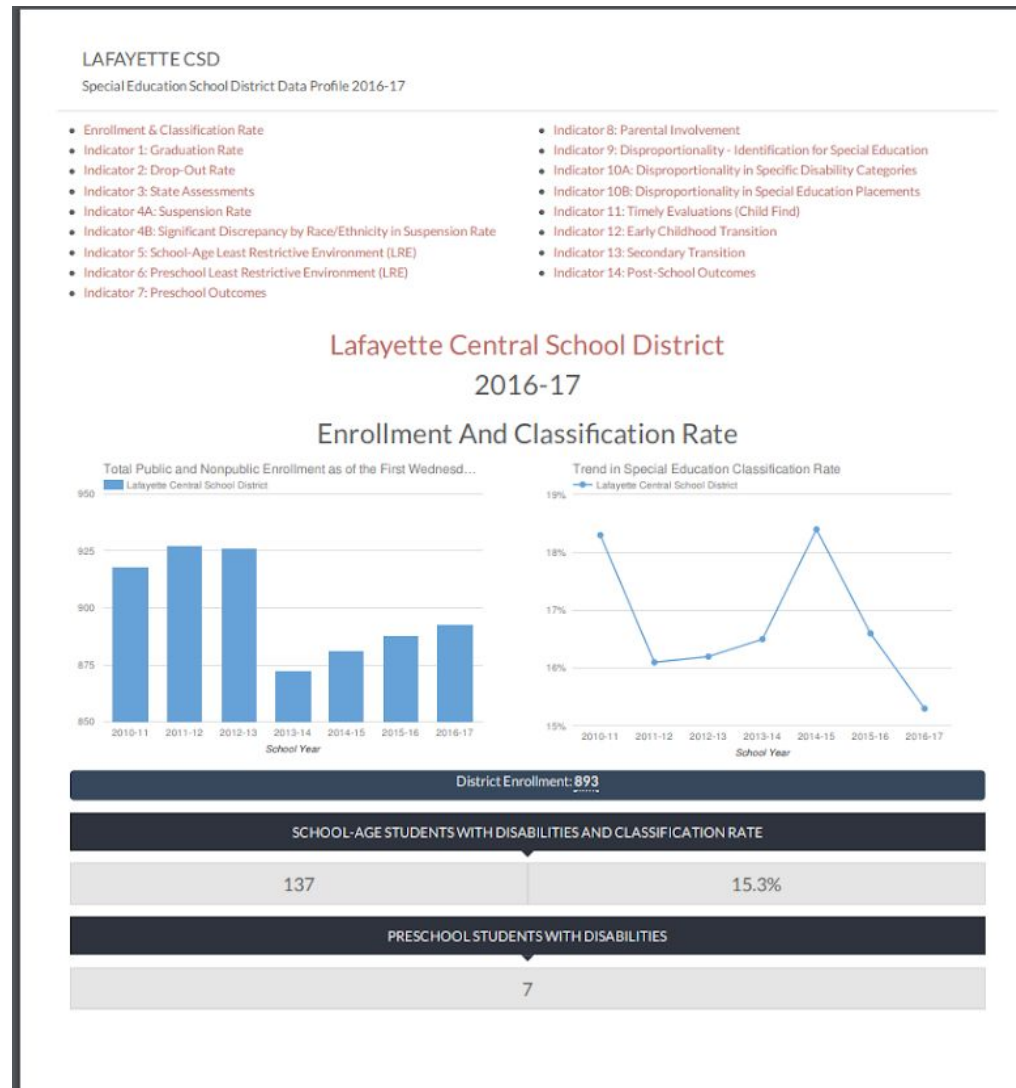 LAFAYETTE CSD
Special Education School District Data Profile 2016-17
Enrollment & Classification Rate
Indicator 1: Graduation Rate
Indicator 2: Drop-Out Rate
Indicator 3: State Assessments
Indicator 4A: Suspension Rate
Indicator 4B: Significant Discrepancy by Race/Ethnicity in Suspension Rate
Indicator 5: School-Age Least Restrictive Environment (LRE)
Indicator 6: Preschool Least Restrictive Environment (LRE)
Indicator 7: Preschool Outcomes
Indicator 8: Parental Involvement
Indicator 9: Disproportionality - Identification for Special Education
Indicator 10A: Disproportionality in Specific Disability Categories
Indicator 10B: Disproportionality in Special Education Placements
Indicator 11: Timely Evaluations (Child Find)
Indicator 12: Early Childhood Transition
Indicator 13: Secondary Transition
Indicator 14: Post-School Outcomes
Lafayette Central School District
2016-17
Enrollment And Classification Rate
Total Public and Nonpublic Enrollment as of the First Wednesd...
Lafayette Central School District
950
925
900
875
850
2010-11 2011-12 2012-13 2013-14 2014-15 2015-16 2016-17
School Year
Trend in Special Education Classification Rate
Lafayette Central School District
19%
18%
17%
16%
15%
2010-11 2011-12 2012-13 2013-14 2014-15 2015-16 2016-17
School Year
District Enrollment: 893
SCHOOL-AGE STUDENTS WITH DISABILITIES AND CLASSIFICATION RATE
137 15.3%
PRESCHOOL STUDENTS WITH DISABILITIES
7